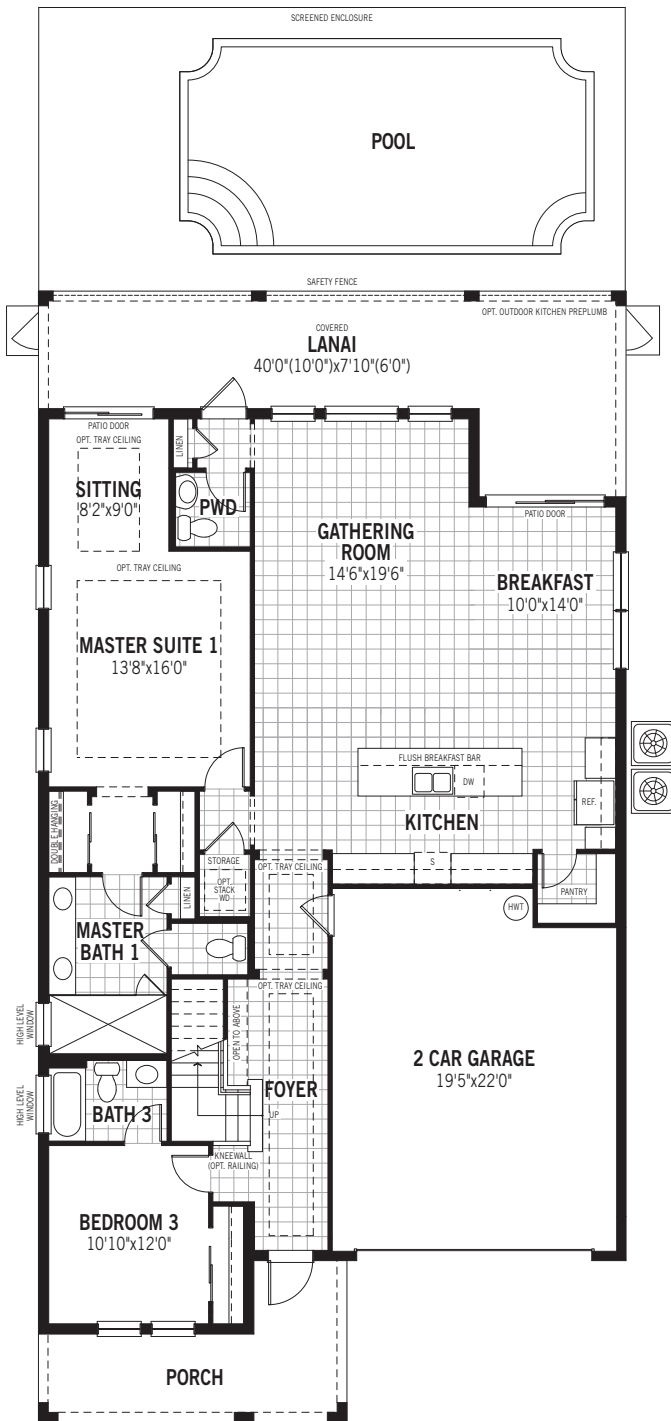 SCREENED ENCLOSURE
POOL
SAFETY FENCE
OPT. OUTDOOR KITCHEN PREPLUMB
COVERED
LANAI
40'0"(10'0")x7'10"(6'0")
PATIO DOOR
OPT. TRAY CEILING
LINEN
SITTING
8'2"x9'0"
PWD
PATIO DOOR
GATHERING
ROOM
14'6"x19'6"
OPT. TRAY CEILING
BREAKFAST
10'0"x14'0"
MASTER SUITE 1
13'8"x16'0"
FLUSH BREAKFAST BAR
DW
REF.
KITCHEN
DOUBLE HANGING
STORAGE
OPT.
STACK
WD
OPT. TRAY CEILING
S
PANTRY
LINEN
HWT
MASTER
BATH 1
OPT. TRAY CEILING
HIGH LEVEL
WINDOW
OPEN TO ABOVE
2 CAR GARAGE
19'5"x22'0"
HIGH LEVEL
WINDOW
BATH 3
FOYER
UP
KNEEWALL
(OPT. RAILING)
BEDROOM 3
10'10"x12'0"
PORCH